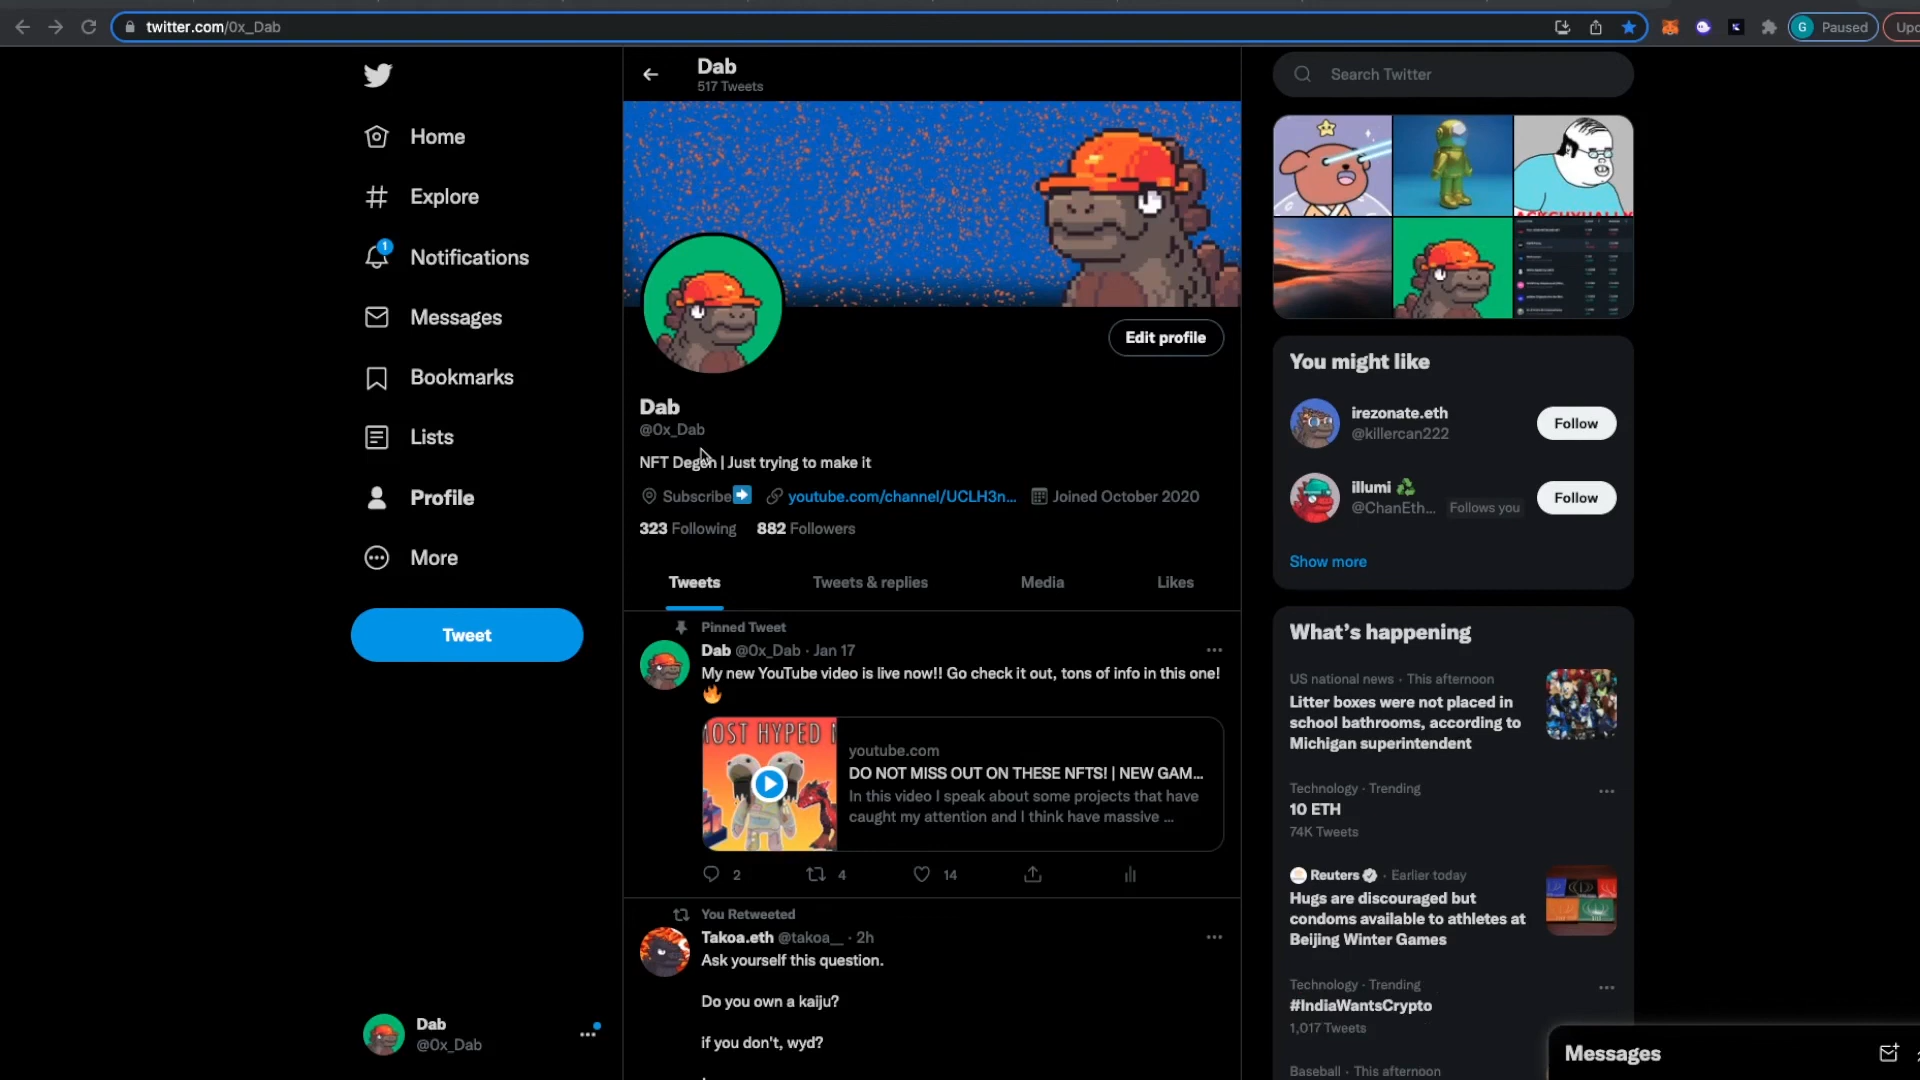 twitter.com/0x_Dab
G Paused
Home
Explore
1
Notifications
Messages
Bookmarks
Lists
Profile
More
Tweet
Dab
@0x_Dab
Dab
517 Tweets
Edit profile
Dab
@0x_Dab
NFT Degen | Just trying to make it
Subscribe➡ youtube.com/channel/UCLH3n... Joined October 2020
323 Following 882 Followers
Tweets Tweets & replies Media Likes
Pinned Tweet
Dab @0x_Dab · Jan 17
My new YouTube video is live now!! Go check it out, tons of info in this one!
🔥
MOST HYPED
youtube.com
DO NOT MISS OUT ON THESE NFTS! | NEW GAM...
In this video I speak about some projects that have
caught my attention and I think have massive ...
2 4 14
You Retweeted
Takoa.eth @takoa__ · 2h
Ask yourself this question.
Do you own a kaiju?
if you don't, wyd?
Search Twitter
You might like
irezonate.eth
@killercan222
Follow
illumi ♻
@ChanEth... Follows you
Follow
Show more
What's happening
US national news · This afternoon
Litter boxes were not placed in
school bathrooms, according to
Michigan superintendent
Technology · Trending
10 ETH
74K Tweets
Reuters · Earlier today
Hugs are discouraged but
condoms available to athletes at
Beijing Winter Games
Technology · Trending
#IndiaWantsCrypto
1,017 Tweets
Baseball · This afternoon
Messages